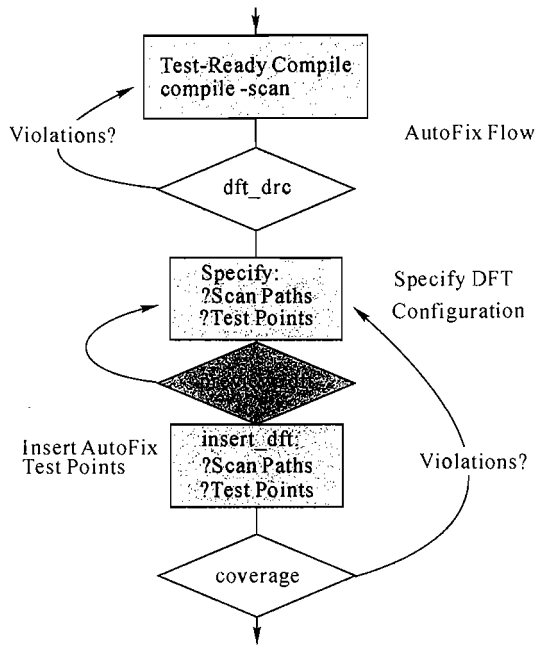 Test-Ready Compile
compile -scan
Violations?
AutoFix Flow
dft_drc
Specify:
?Scan Paths
?Test Points
Specify DFT
Configuration
insert_dft:
?Scan Paths
?Test Points
Insert AutoFix
Test Points
Violations?
coverage